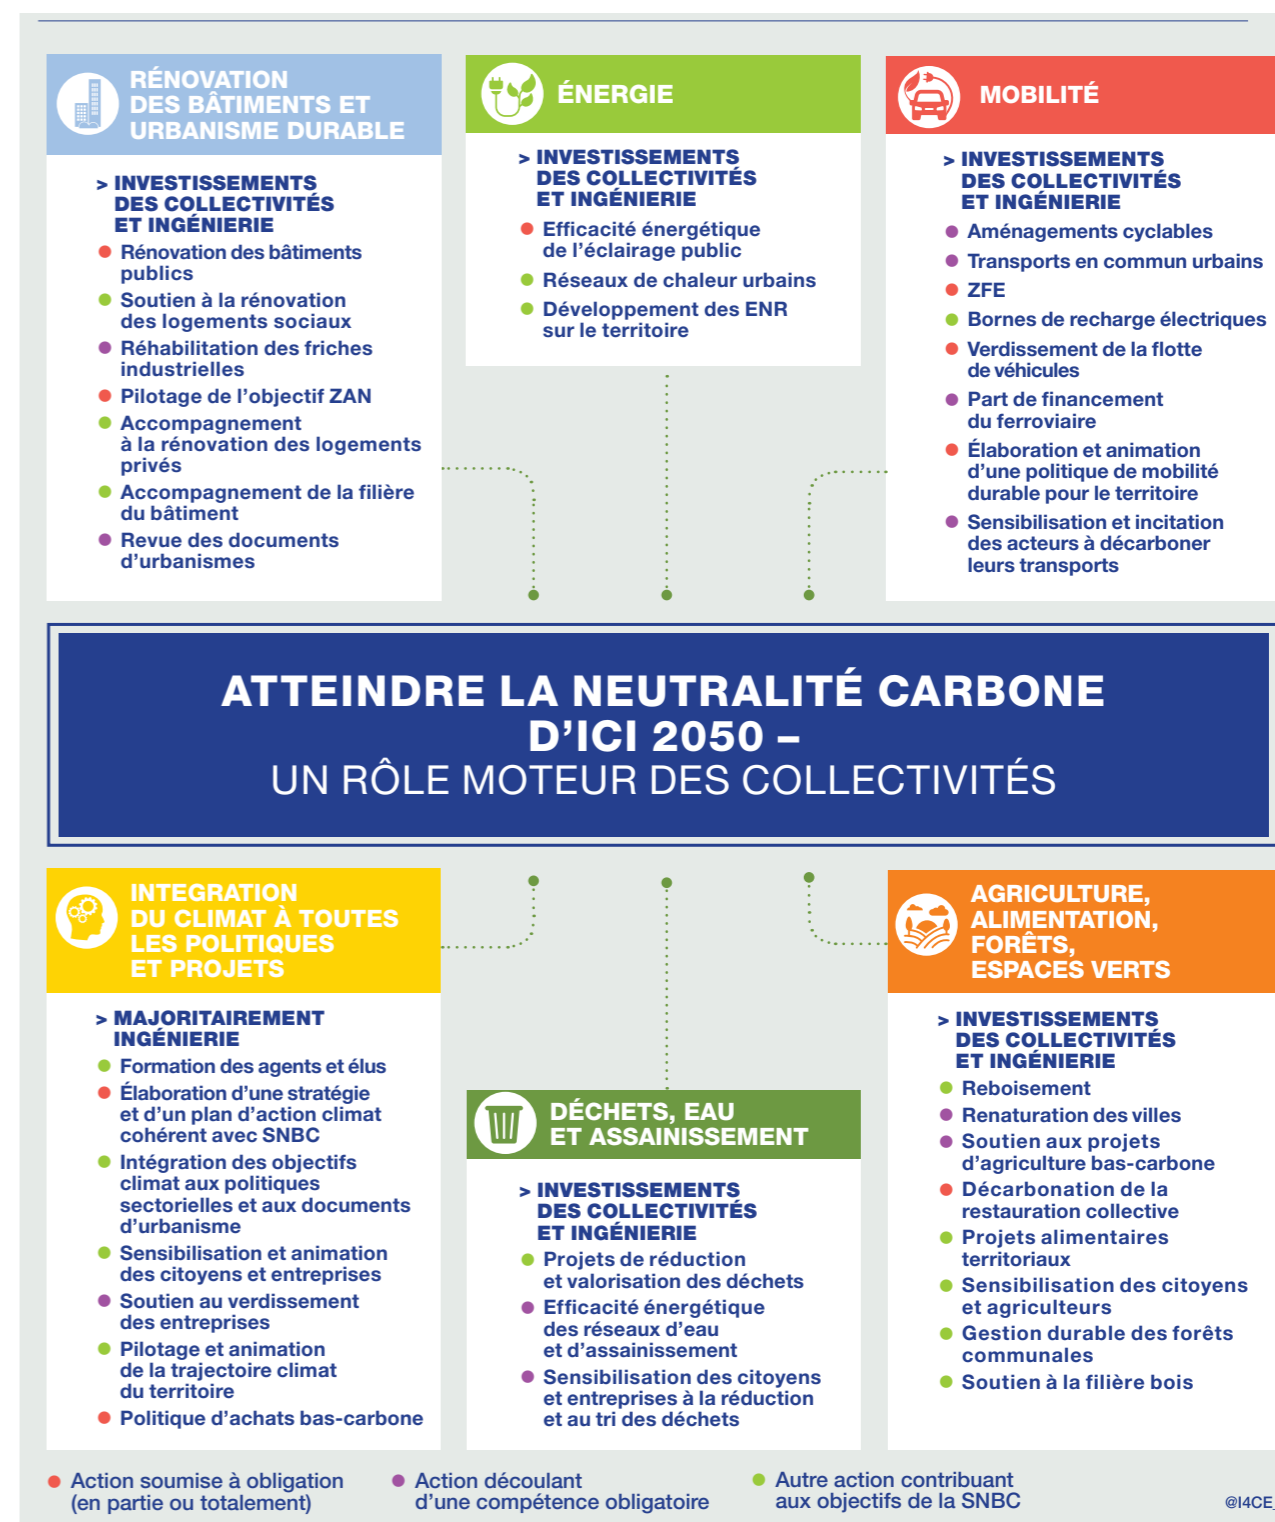 RÉNOVATION
DES BÂTIMENTS ET
URBANISME DURABLE
> INVESTISSEMENTS
DES COLLECTIVITÉS
ET INGÉNIERIE
Rénovation des bâtiments
publics
Soutien à la rénovation
des logements sociaux
Réhabilitation des friches
industrielles
Pilotage de l'objectif ZAN
Accompagnement
à la rénovation des logements
privés
Accompagnement de la filière
du bâtiment
Revue des documents
d'urbanismes
ÉNERGIE
> INVESTISSEMENTS
DES COLLECTIVITÉS
ET INGÉNIERIE
Efficacité énergétique
de l'éclairage public
Réseaux de chaleur urbains
Développement des ENR
sur le territoire
MOBILITÉ
> INVESTISSEMENTS
DES COLLECTIVITÉS
ET INGÉNIERIE
Aménagements cyclables
Transports en commun urbains
ZFE
Bornes de recharge électriques
Verdissement de la flotte
de véhicules
Part de financement
du ferroviaire
Élaboration et animation
d'une politique de mobilité
durable pour le territoire
Sensibilisation et incitation
des acteurs à décarboner
leurs transports
ATTEINDRE LA NEUTRALITÉ CARBONE
D'ICI 2050 –
UN RÔLE MOTEUR DES COLLECTIVITÉS
INTEGRATION
DU CLIMAT À TOUTES
LES POLITIQUES
ET PROJETS
> MAJORITAIREMENT
INGÉNIERIE
Formation des agents et élus
Élaboration d'une stratégie
et d'un plan d'action climat
cohérent avec SNBC
Intégration des objectifs
climat aux politiques
sectorielles et aux documents
d'urbanisme
Sensibilisation et animation
des citoyens et entreprises
Soutien au verdissement
des entreprises
Pilotage et animation
de la trajectoire climat
du territoire
Politique d'achats bas-carbone
DÉCHETS, EAU
ET ASSAINISSEMENT
> INVESTISSEMENTS
DES COLLECTIVITÉS
ET INGÉNIERIE
Projets de réduction
et valorisation des déchets
Efficacité énergétique
des réseaux d'eau
et d'assainissement
Sensibilisation des citoyens
et entreprises à la réduction
et au tri des déchets
AGRICULTURE,
ALIMENTATION,
FORÊTS,
ESPACES VERTS
> INVESTISSEMENTS
DES COLLECTIVITÉS
ET INGÉNIERIE
Reboisement
Renaturation des villes
Soutien aux projets
d'agriculture bas-carbone
Décarbonation de la
restauration collective
Projets alimentaires
territoriaux
Sensibilisation des citoyens
et agriculteurs
Gestion durable des forêts
communales
Soutien à la filière bois
Action soumise à obligation
(en partie ou totalement)
Action découlant
d'une compétence obligatoire
Autre action contribuant
aux objectifs de la SNBC
@I4CE_